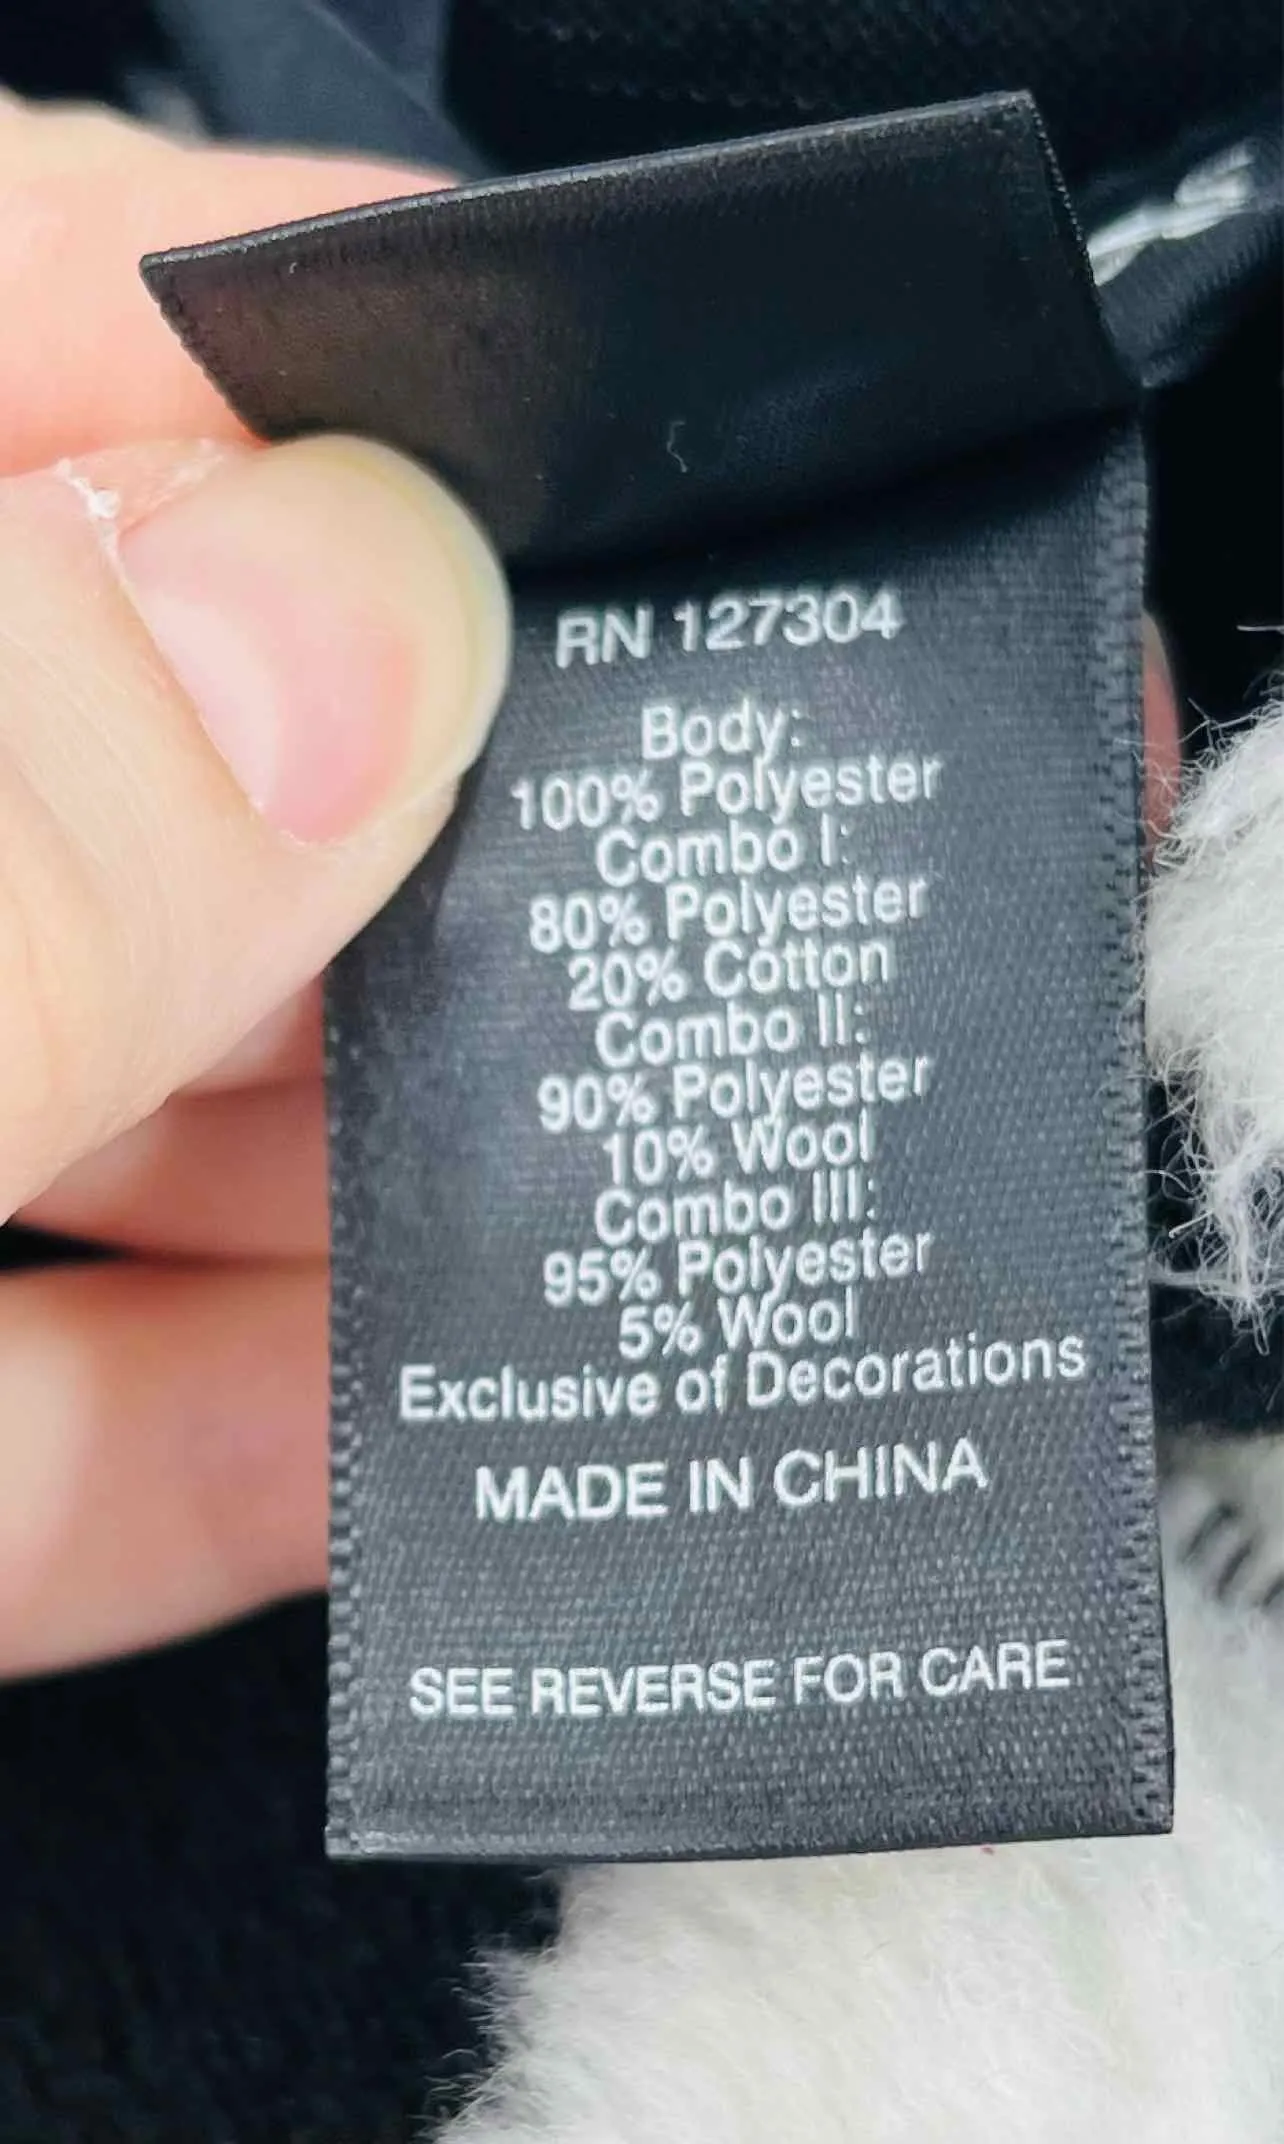 RN 127304
Body:
100% Polyester
Combo I:
80% Polyester
20% Cotton
Combo II:
90% Polyester
10% Wool
Combo III:
95% Polyester
5% Wool
Exclusive of Decorations
MADE IN CHINA
SEE REVERSE FOR CARE